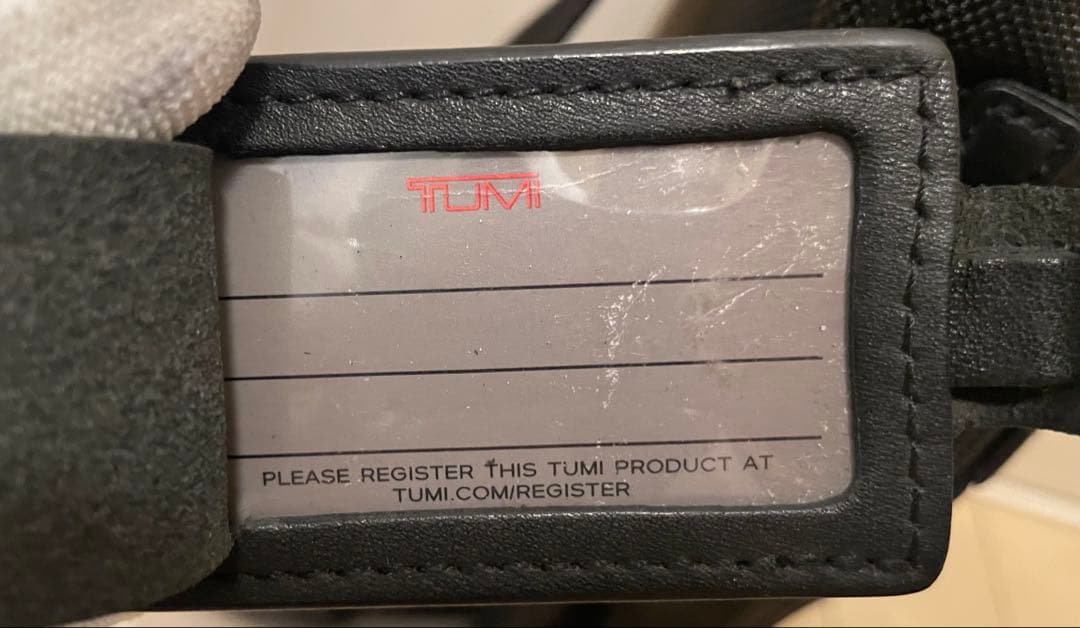 TUMI
PLEASE REGISTER THIS TUMI PRODUCT AT
TUMI.COM/REGISTER